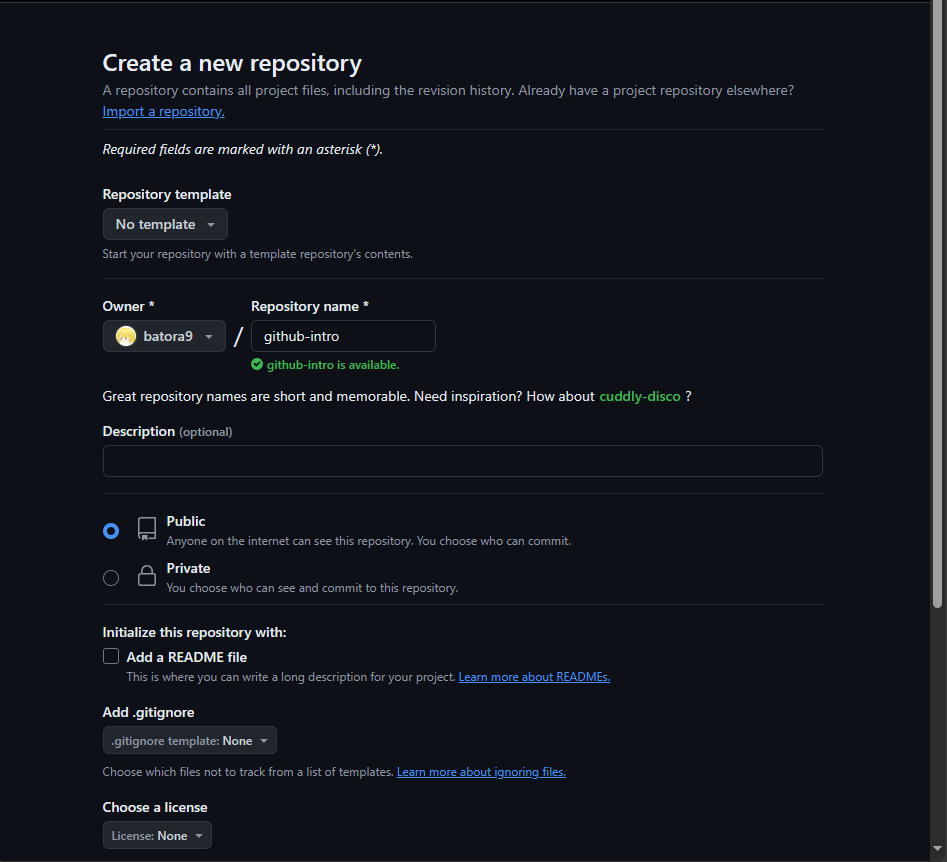 Create a new repository
A repository contains all project files, including the revision history. Already have a project repository elsewhere?
Import a repository.
Required fields are marked with an asterisk (*).
Repository template
No template
Start your repository with a template repository's contents.
Owner *
Repository name *
batora9
/
github-intro
github-intro is available.
Great repository names are short and memorable. Need inspiration? How about cuddly-disco ?
Description (optional)
Public
Anyone on the internet can see this repository. You choose who can commit.
Private
You choose who can see and commit to this repository.
Initialize this repository with:
Add a README file
This is where you can write a long description for your project. Learn more about READMEs.
Add .gitignore
.gitignore template: None
Choose which files not to track from a list of templates. Learn more about ignoring files.
Choose a license
License: None